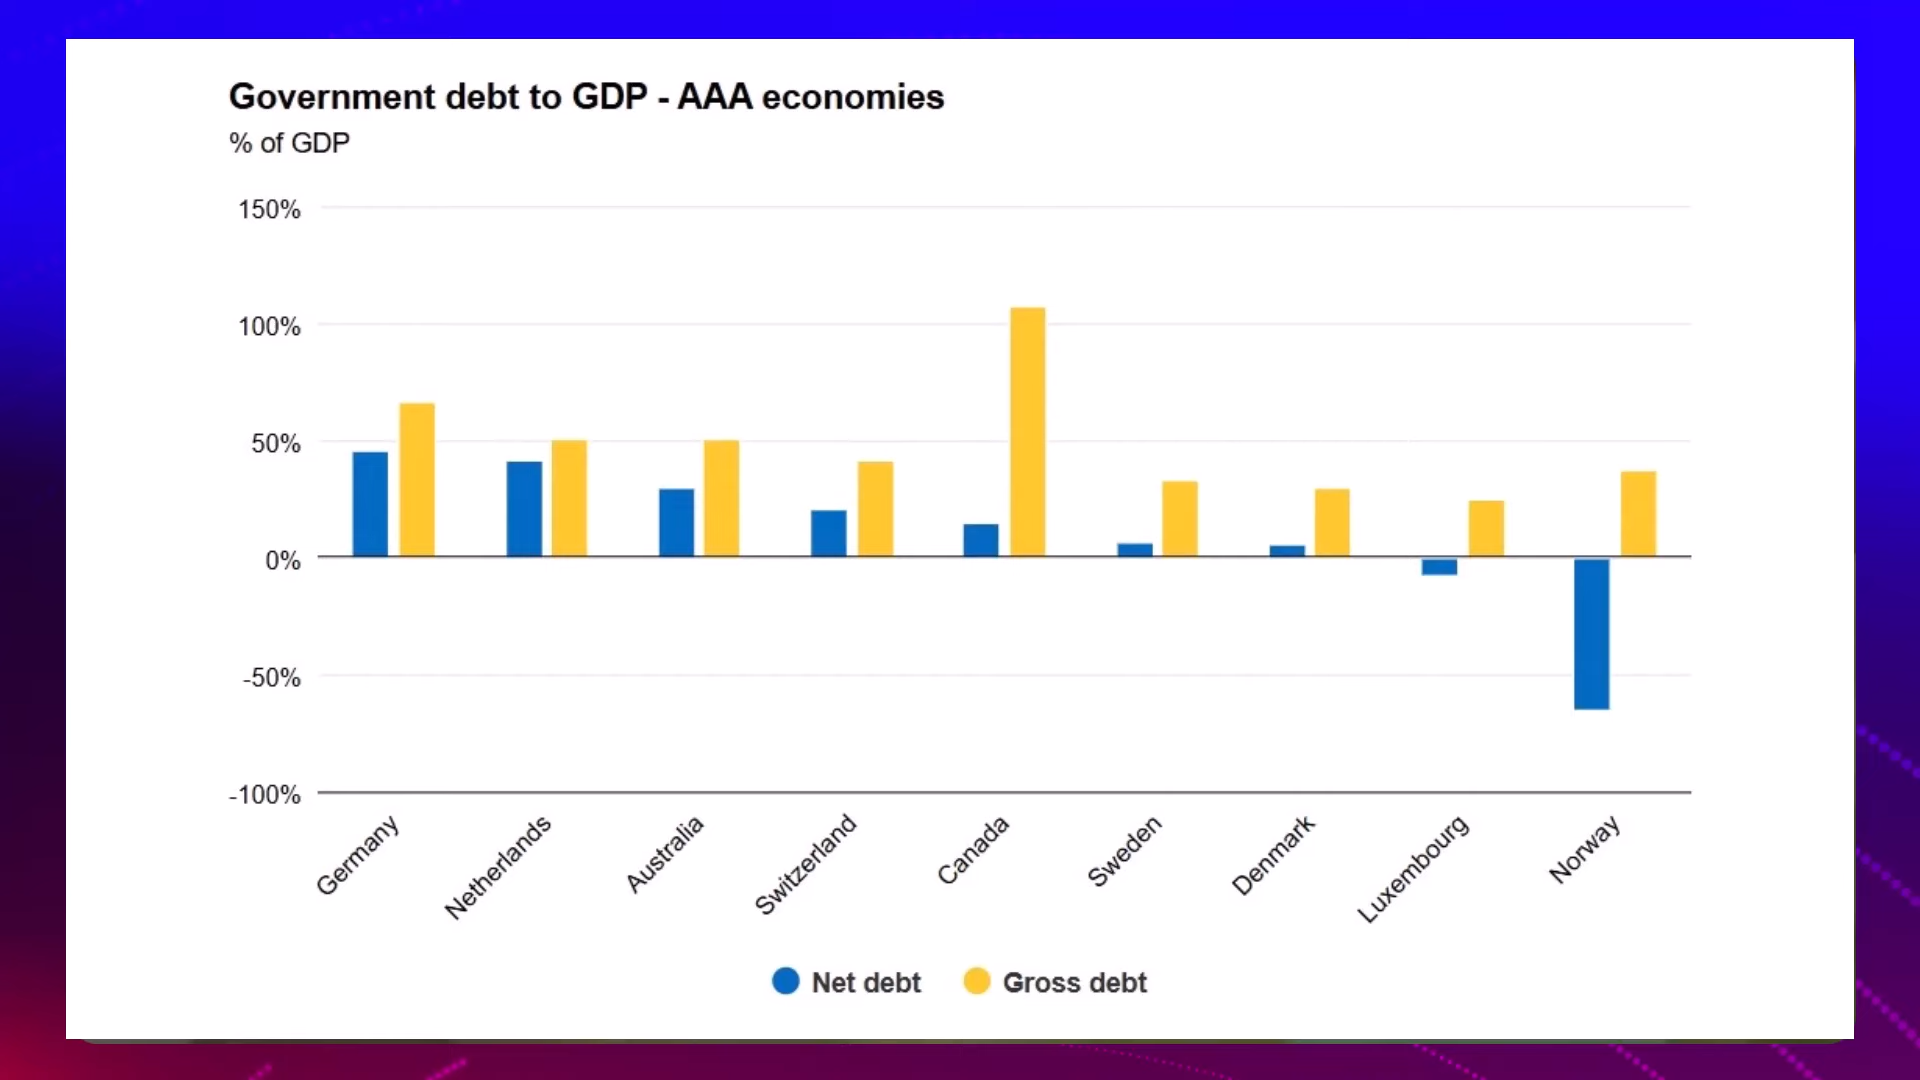 Government debt to GDP - AAA economies
% of GDP
150%
100%
50%
0%
-50%
-100%
Germany
Netherlands
Australia
Switzerland
Canada
Sweden
Denmark
Luxembourg
Norway
Net debt
Gross debt